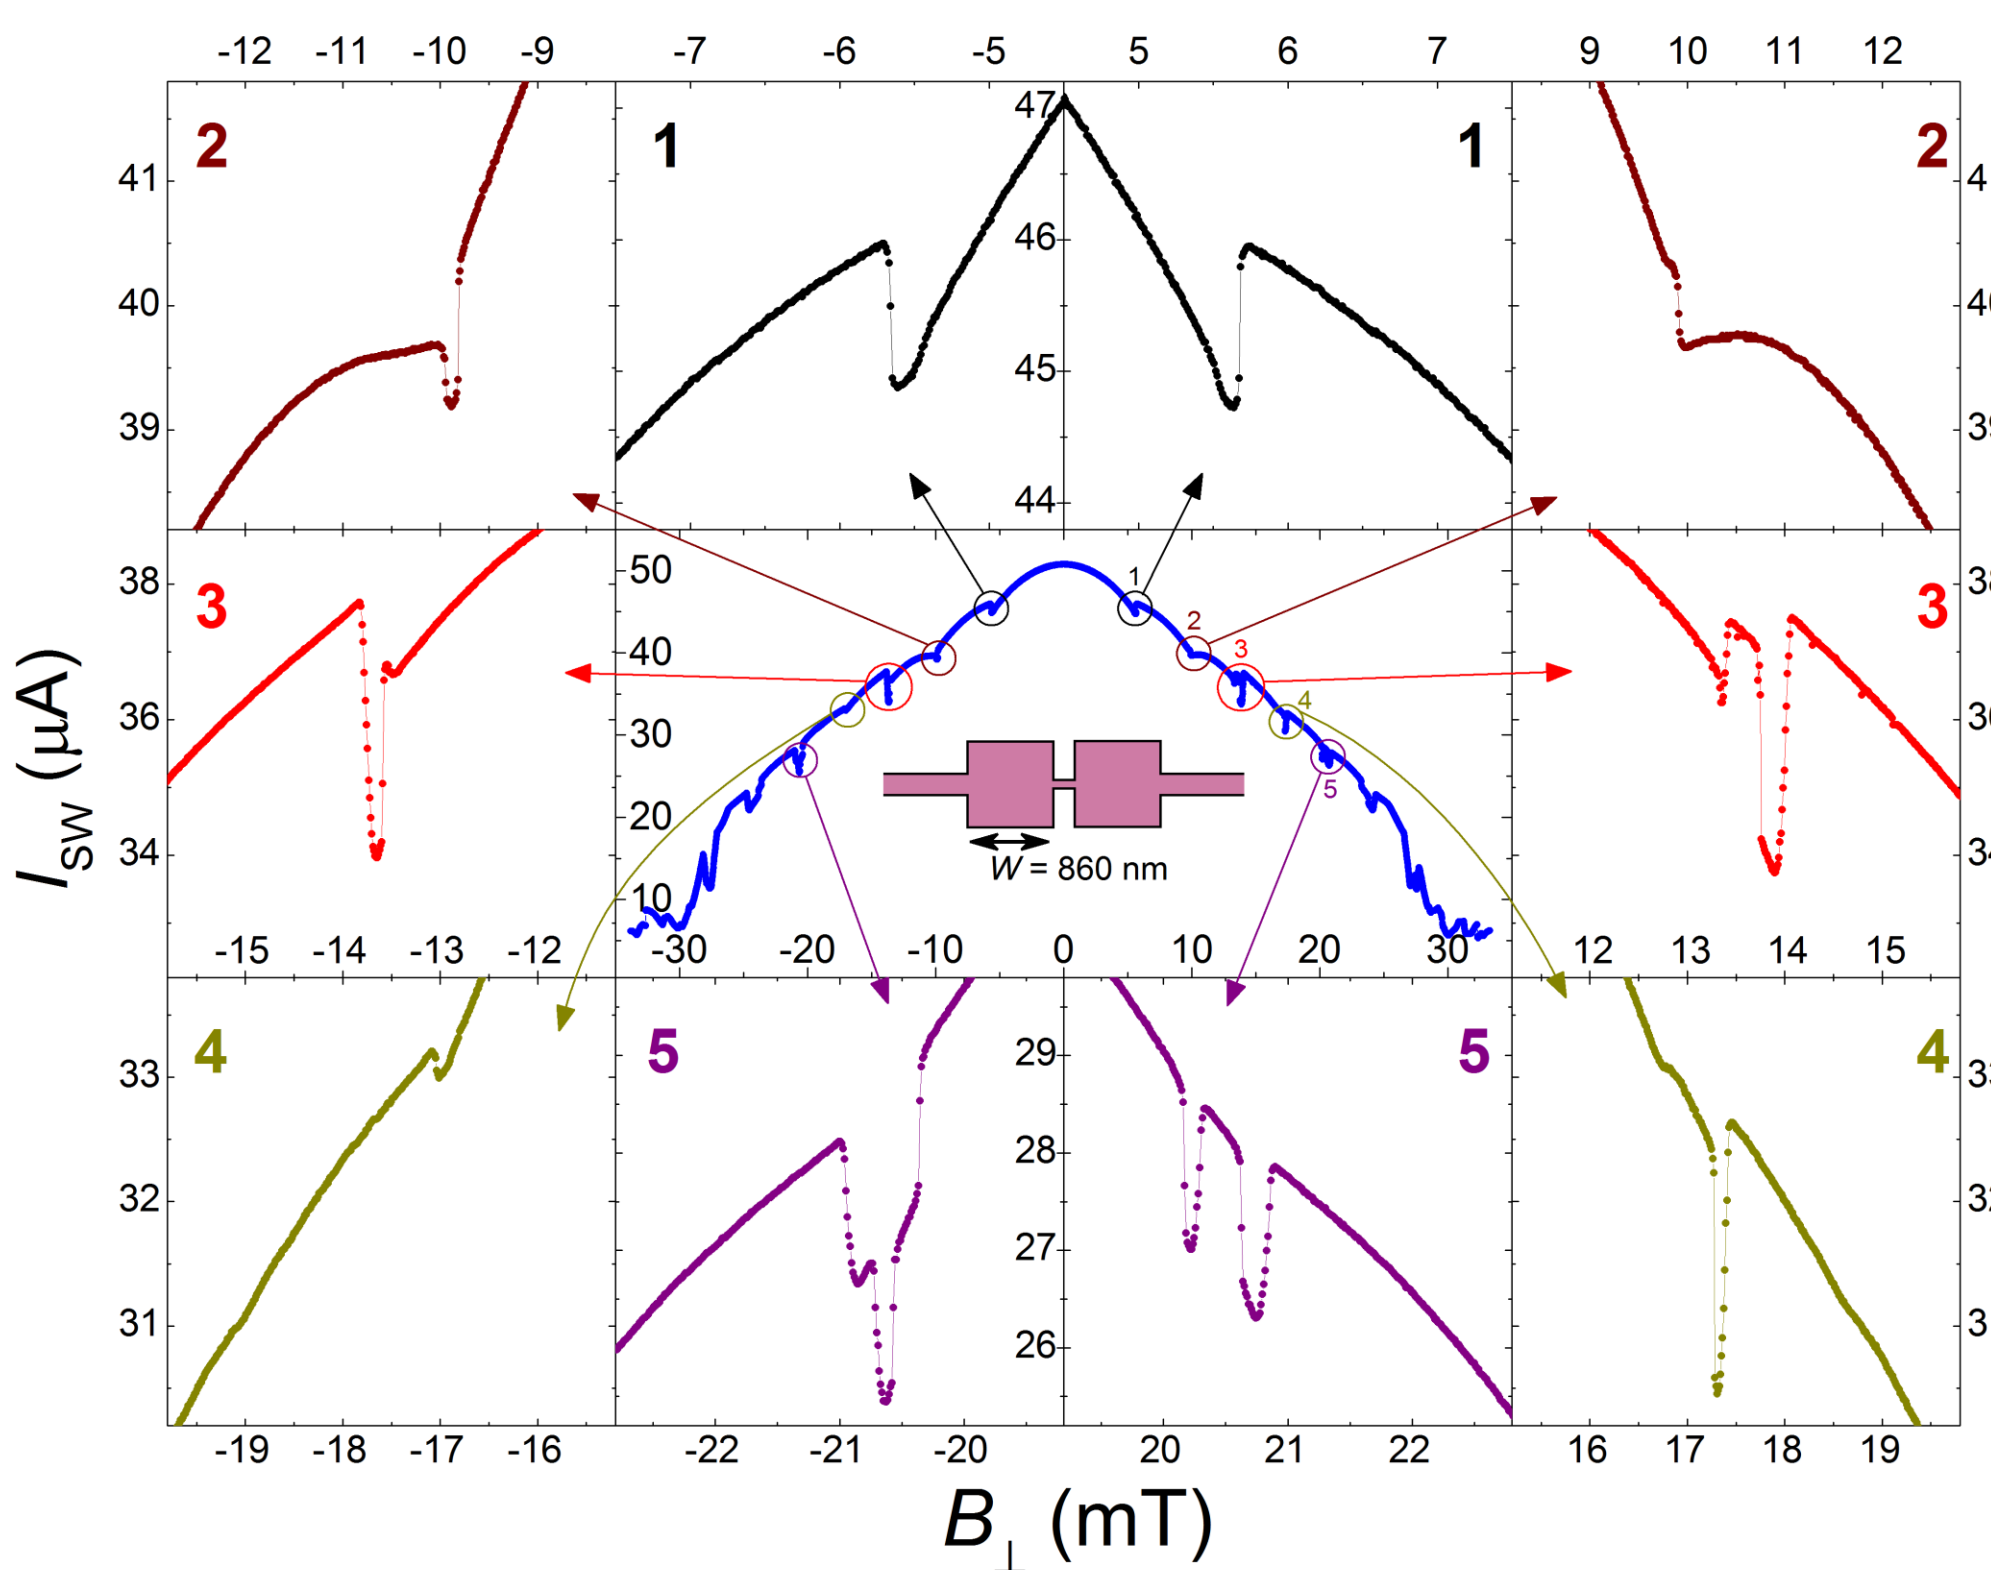 -12 -11 -10 -9 -7 -6 -5 5 6 7 9 10 11 12
2 1 47 1 2
41 46 4
40 45 40
39 44 39
3 38 50 1 2 3 4 5 38 3
36 40 30 20 10
34 W = 860 nm 34
I_SW (μA)
-15 -14 -13 -12 -30 -20 -10 0 10 20 30 12 13 14 15
4 5 29 5 4
33 28 33
32 27 32
31 26 3
-19 -18 -17 -16 -22 -21 -20 20 21 22 16 17 18 19
B⊥ (mT)